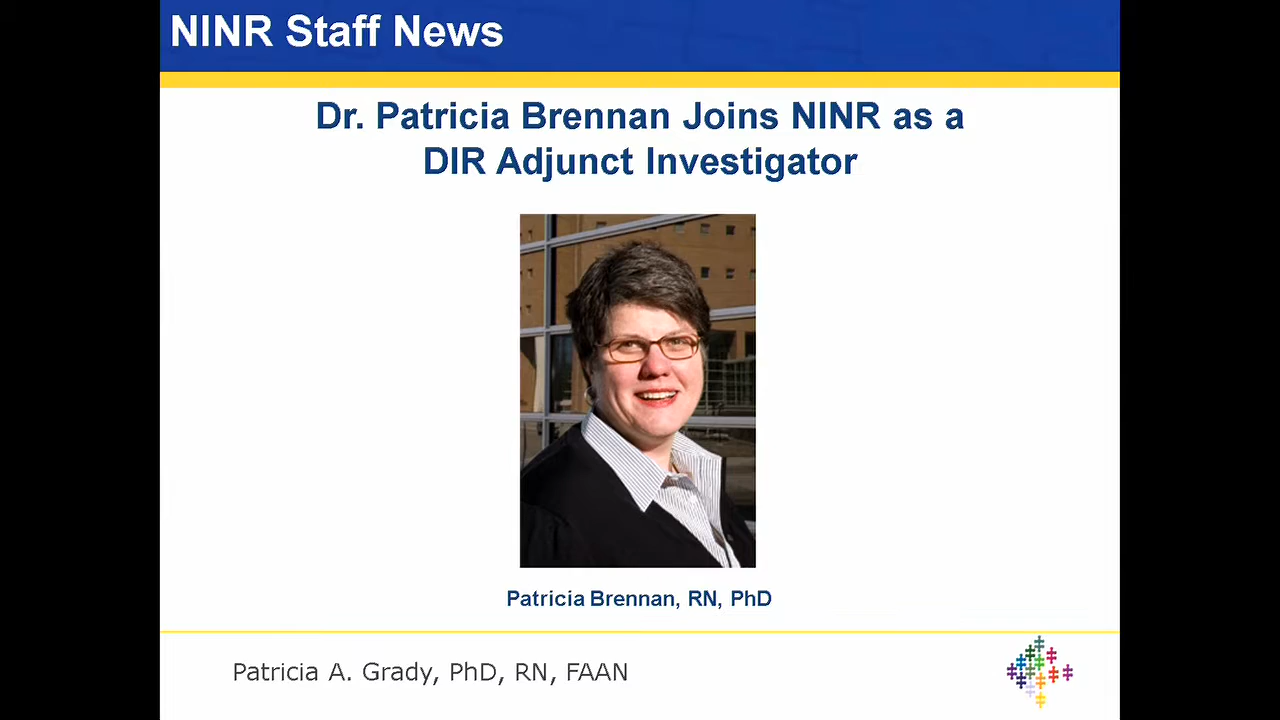 NINR Staff News
Dr. Patricia Brennan Joins NINR as a
DIR Adjunct Investigator
Patricia Brennan, RN, PhD
Patricia A. Grady, PhD, RN, FAAN